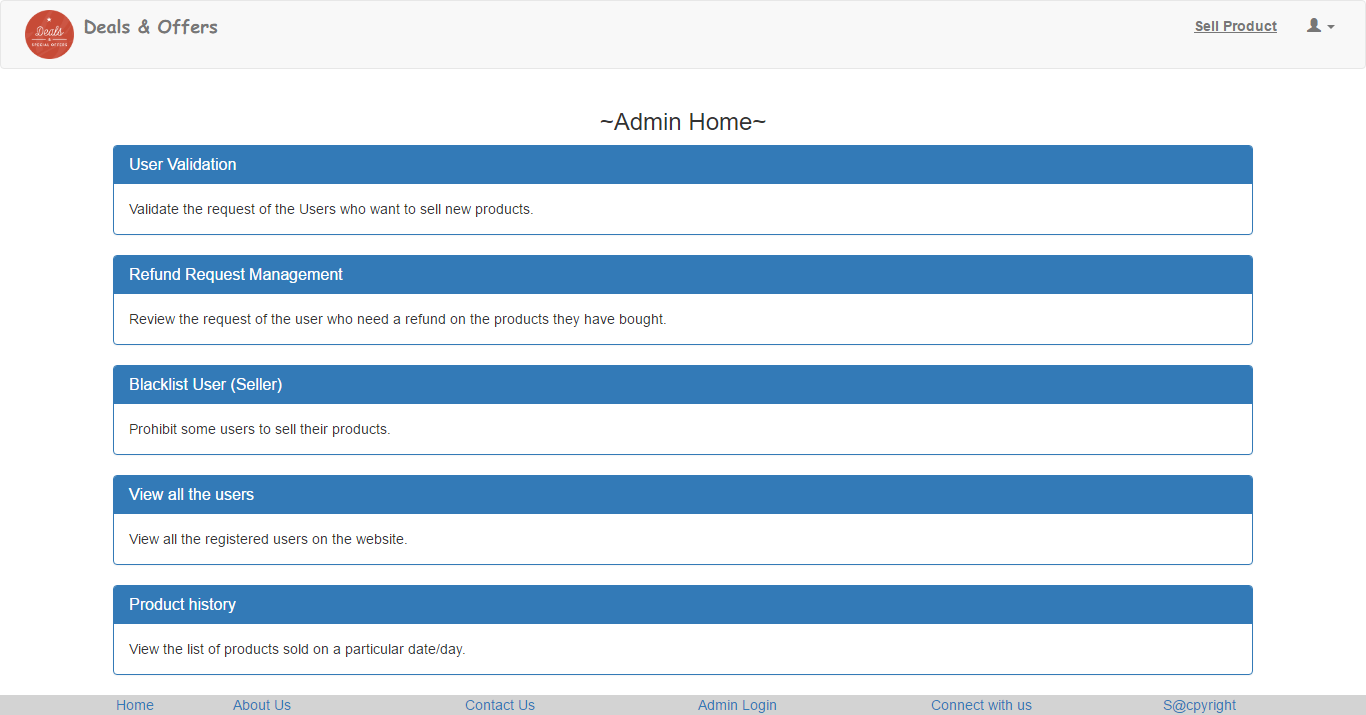 Deals
&
SPECIAL OFFERS
Deals & Offers
Sell Product
~Admin Home~
User Validation
Validate the request of the Users who want to sell new products.
Refund Request Management
Review the request of the user who need a refund on the products they have bought.
Blacklist User (Seller)
Prohibit some users to sell their products.
View all the users
View all the registered users on the website.
Product history
View the list of products sold on a particular date/day.
Home About Us Contact Us Admin Login Connect with us S@cpyright